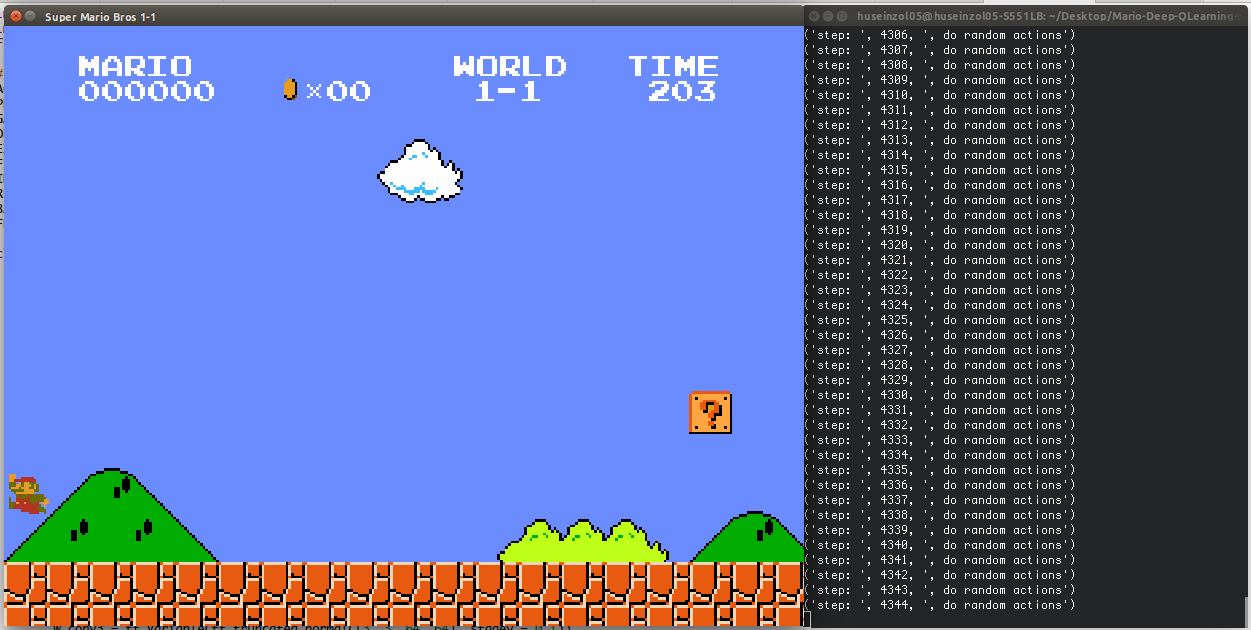 Super Mario Bros 1-1
MARIO WORLD TIME
000000 ×00 1-1 203
?
huseinzol05@huseinzol05-S551LB: ~/Desktop/Mario-Deep-QLearning-
('step: ', 4306, ', do random actions')
('step: ', 4307, ', do random actions')
('step: ', 4308, ', do random actions')
('step: ', 4309, ', do random actions')
('step: ', 4310, ', do random actions')
('step: ', 4311, ', do random actions')
('step: ', 4312, ', do random actions')
('step: ', 4313, ', do random actions')
('step: ', 4314, ', do random actions')
('step: ', 4315, ', do random actions')
('step: ', 4316, ', do random actions')
('step: ', 4317, ', do random actions')
('step: ', 4318, ', do random actions')
('step: ', 4319, ', do random actions')
('step: ', 4320, ', do random actions')
('step: ', 4321, ', do random actions')
('step: ', 4322, ', do random actions')
('step: ', 4323, ', do random actions')
('step: ', 4324, ', do random actions')
('step: ', 4325, ', do random actions')
('step: ', 4326, ', do random actions')
('step: ', 4327, ', do random actions')
('step: ', 4328, ', do random actions')
('step: ', 4329, ', do random actions')
('step: ', 4330, ', do random actions')
('step: ', 4331, ', do random actions')
('step: ', 4332, ', do random actions')
('step: ', 4333, ', do random actions')
('step: ', 4334, ', do random actions')
('step: ', 4335, ', do random actions')
('step: ', 4336, ', do random actions')
('step: ', 4337, ', do random actions')
('step: ', 4338, ', do random actions')
('step: ', 4339, ', do random actions')
('step: ', 4340, ', do random actions')
('step: ', 4341, ', do random actions')
('step: ', 4342, ', do random actions')
('step: ', 4343, ', do random actions')
('step: ', 4344, ', do random actions')